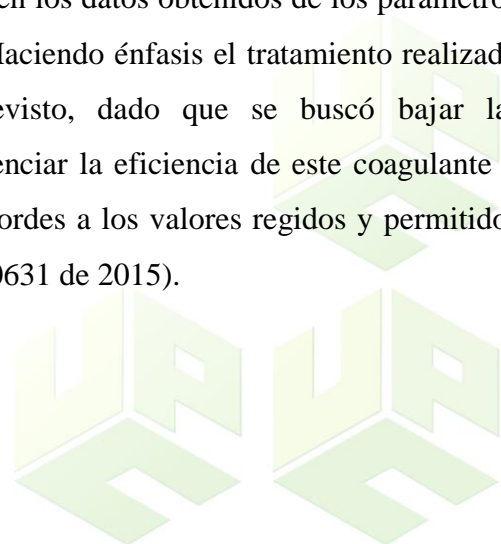 en los datos obtenidos de los parámetro
Haciendo énfasis el tratamiento realizad
evisto, dado que se buscó bajar la
enciar la eficiencia de este coagulante
ordes a los valores regidos y permitido
0631 de 2015).